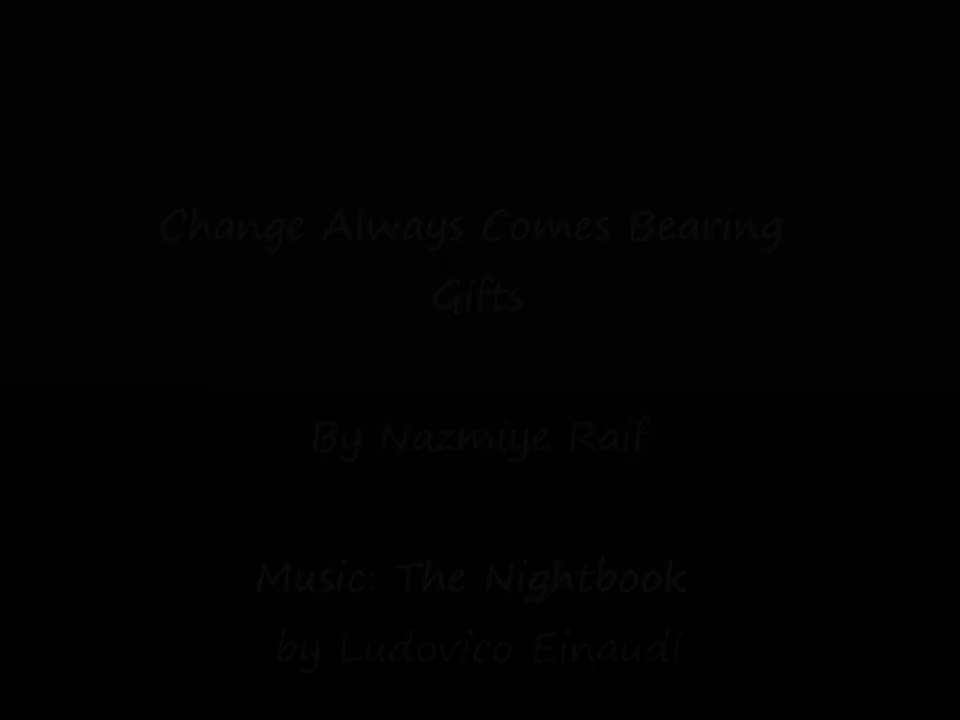 Change Always Comes Bearing
Gifts
By Nazmiye Raif
Music: The Nightbook
by Ludovico Einaudi